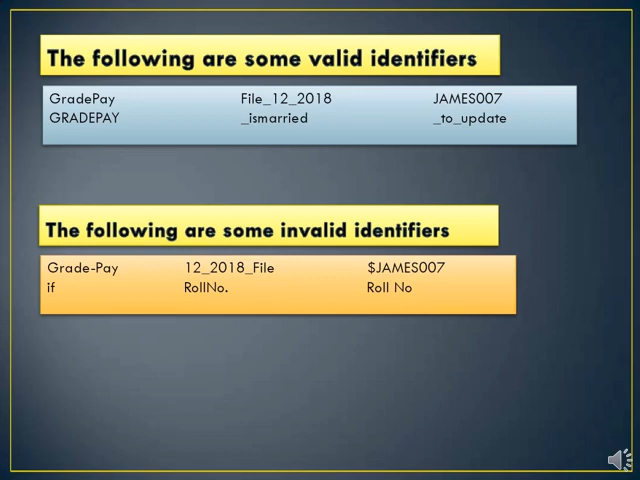 The following are some valid identifiers
GradePay File_12_2018 JAMES007
GRADEPAY _ismarried _to_update
The following are some invalid identifiers
Grade-Pay 12_2018_File $JAMES007
if RollNo. Roll No